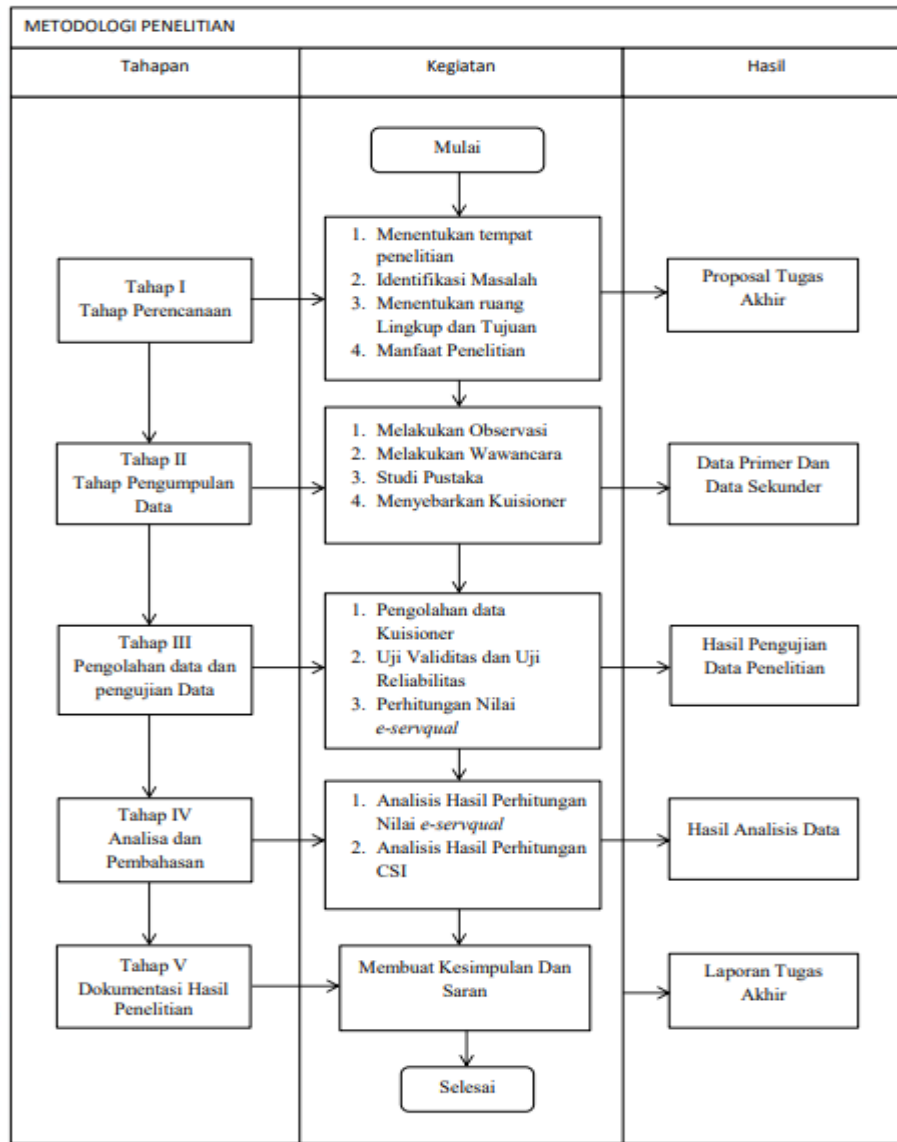 METODOLOGI PENELITIAN
Tahapan
Kegiatan
Hasil
Mulai
Tahap I
Tahap Perencanaan
1. Menentukan tempat
penelitian
2. Identifikasi Masalah
3. Menentukan ruang
Lingkup dan Tujuan
4. Manfaat Penelitian
Proposal Tugas
Akhir
Tahap II
Tahap Pengumpulan
Data
1. Melakukan Observasi
2. Melakukan Wawancara
3. Studi Pustaka
4. Menyebarkan Kuisioner
Data Primer Dan
Data Sekunder
Tahap III
Pengolahan data dan
pengujian Data
1. Pengolahan data
Kuisioner
2. Uji Validitas dan Uji
Reliabilitas
3. Perhitungan Nilai
e-servqual
Hasil Pengujian
Data Penelitian
Tahap IV
Analisa dan
Pembahasan
1. Analisis Hasil Perhitungan
Nilai e-servqual
2. Analisis Hasil Perhitungan
CSI
Hasil Analisis Data
Tahap V
Dokumentasi Hasil
Penelitian
Membuat Kesimpulan Dan
Saran
Laporan Tugas
Akhir
Selesai